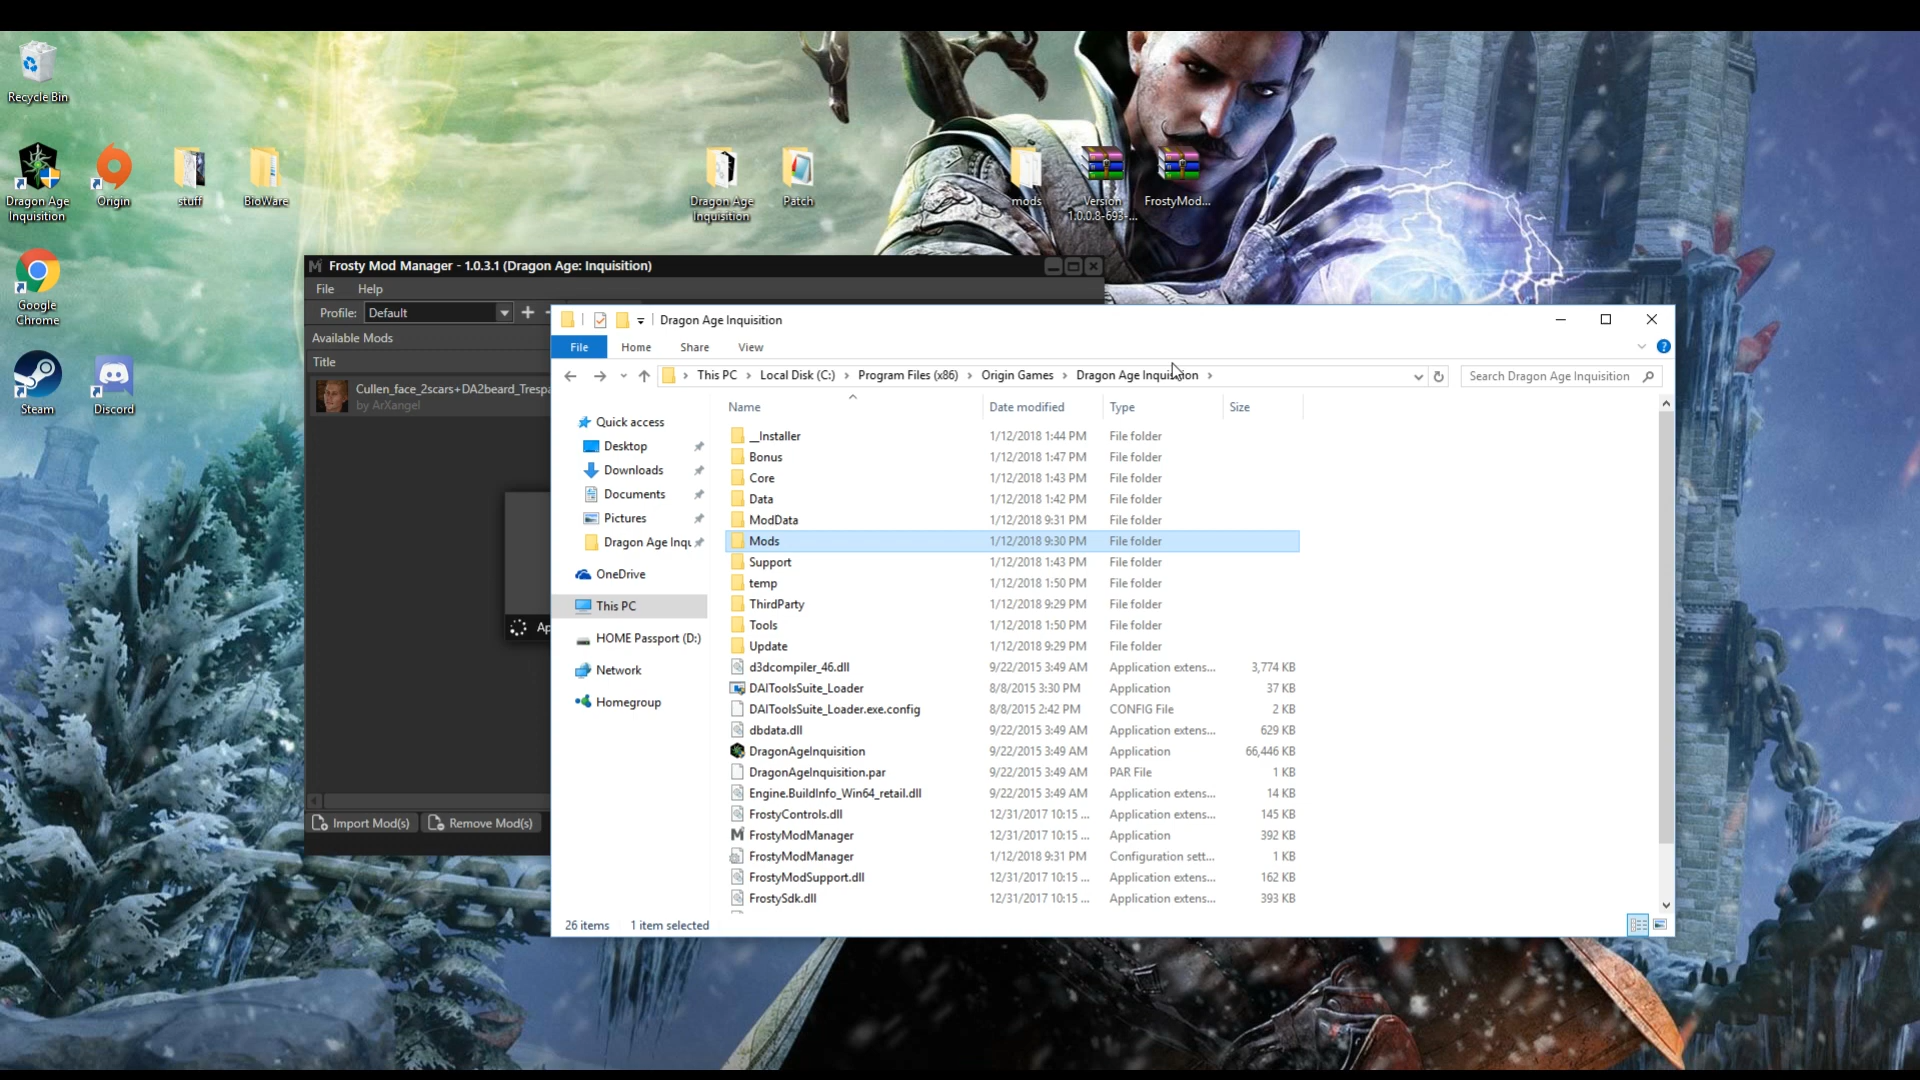 Recycle Bin
Dragon Age
Inquisition
Origin
stuff
BioWare
Dragon Age
Inquisition
Patch
mods
Version
1.0.0.8-693-...
FrostyMod...
Google
Chrome
Steam
Discord
Frosty Mod Manager - 1.0.3.1 (Dragon Age: Inquisition)
File Help
Profile: Default
Available Mods
Title
Cullen_face_2scars+DA2beard_Trespa
by ArXangel
Ap
Import Mod(s) Remove Mod(s)
Dragon Age Inquisition
File Home Share View
This PC Local Disk (C:) Program Files (x86) Origin Games Dragon Age Inquisition
Search Dragon Age Inquisition
Quick access
Desktop
Downloads
Documents
Pictures
Dragon Age Inqu
OneDrive
This PC
HOME Passport (D:)
Network
Homegroup
Name Date modified Type Size
__Installer 1/12/2018 1:44 PM File folder
Bonus 1/12/2018 1:47 PM File folder
Core 1/12/2018 1:43 PM File folder
Data 1/12/2018 1:42 PM File folder
ModData 1/12/2018 9:31 PM File folder
Mods 1/12/2018 9:30 PM File folder
Support 1/12/2018 1:43 PM File folder
temp 1/12/2018 1:50 PM File folder
ThirdParty 1/12/2018 9:29 PM File folder
Tools 1/12/2018 1:50 PM File folder
Update 1/12/2018 9:29 PM File folder
d3dcompiler_46.dll 9/22/2015 3:49 AM Application extens... 3,774 KB
DAIToolsSuite_Loader 8/8/2015 3:30 PM Application 37 KB
DAIToolsSuite_Loader.exe.config 8/8/2015 2:42 PM CONFIG File 2 KB
dbdata.dll 9/22/2015 3:49 AM Application extens... 629 KB
DragonAgeInquisition 9/22/2015 3:49 AM Application 66,446 KB
DragonAgeInquisition.par 9/22/2015 3:49 AM PAR File 1 KB
Engine.BuildInfo_Win64_retail.dll 9/22/2015 3:49 AM Application extens... 14 KB
FrostyControls.dll 12/31/2017 10:15 ... Application extens... 145 KB
FrostyModManager 12/31/2017 10:15 ... Application 392 KB
FrostyModManager 1/12/2018 9:31 PM Configuration sett... 1 KB
FrostyModSupport.dll 12/31/2017 10:15 ... Application extens... 162 KB
FrostySdk.dll 12/31/2017 10:15 ... Application extens... 393 KB
26 items 1 item selected